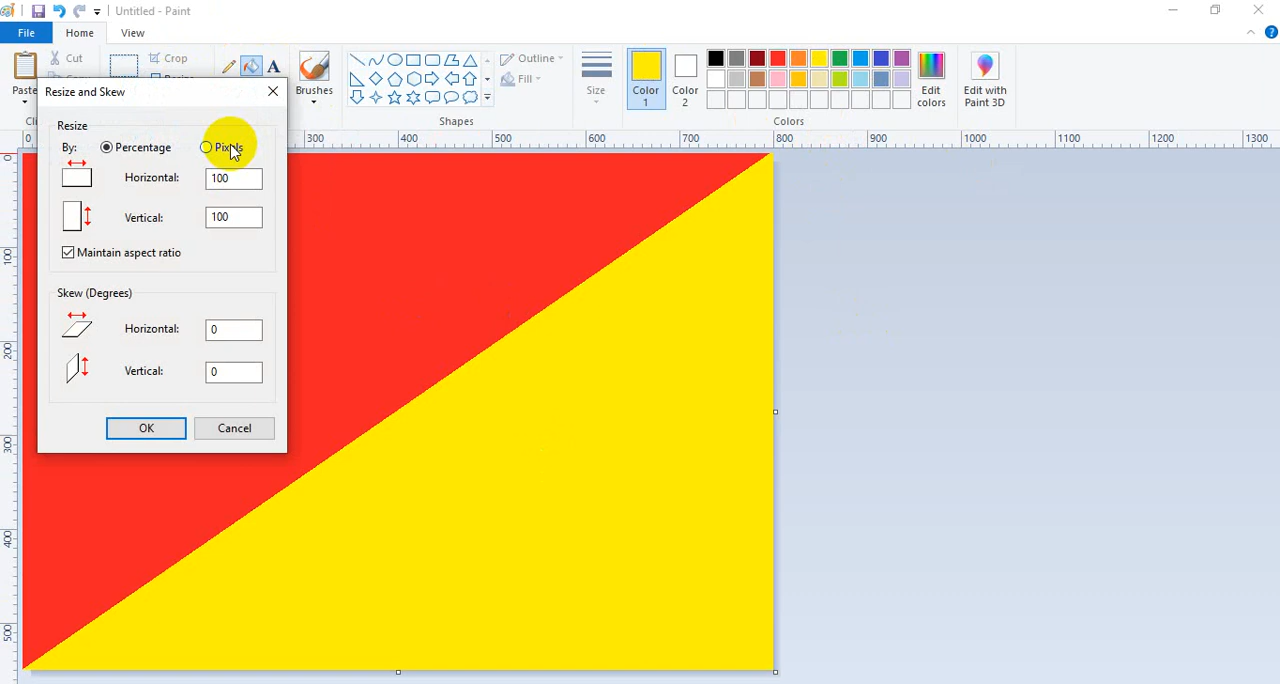 Untitled - Paint
File
Home
View
Paste
Cut
Crop
Brushes
Outline
Fill
Shapes
Size
Color
1
Color
2
Edit
colors
Colors
Edit with
Paint 3D
0 300 400 500 600 700 800 900 1000 1100 1200 1300
0
100
200
300
400
500
Resize and Skew
Resize
By: Percentage Pixels
Horizontal: 100
Vertical: 100
Maintain aspect ratio
Skew (Degrees)
Horizontal: 0
Vertical: 0
OK Cancel